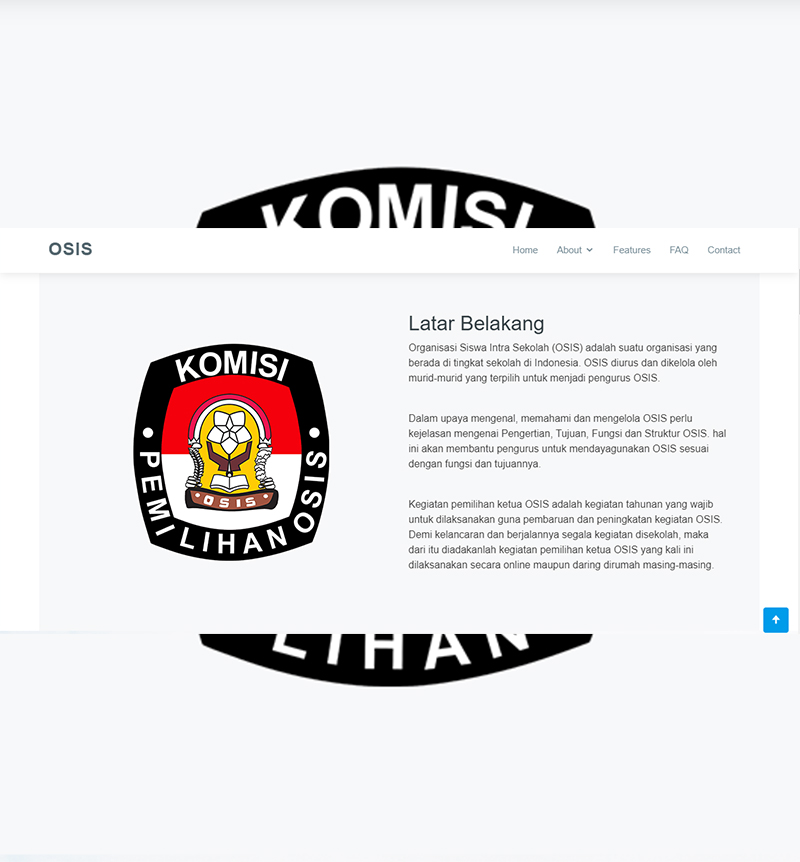 KOMISI
OSIS
Home
About
Features
FAQ
Contact
Latar Belakang
Organisasi Siswa Intra Sekolah (OSIS) adalah suatu organisasi yang
berada di tingkat sekolah di Indonesia. OSIS diurus dan dikelola oleh
murid-murid yang terpilih untuk menjadi pengurus OSIS.
Dalam upaya mengenal, memahami dan mengelola OSIS perlu
kejelasan mengenai Pengertian, Tujuan, Fungsi dan Struktur OSIS. hal
ini akan membantu pengurus untuk mendayagunakan OSIS sesuai
dengan fungsi dan tujuannya.
Kegiatan pemilihan ketua OSIS adalah kegiatan tahunan yang wajib
untuk dilaksanakan guna pembaruan dan peningkatan kegiatan OSIS.
Demi kelancaran dan berjalannya segala kegiatan disekolah, maka
dari itu diadakanlah kegiatan pemilihan ketua OSIS yang kali ini
dilaksanakan secara online maupun daring dirumah masing-masing.
KOMISI
PEMILIHAN OSIS
OSIS
LIHAN